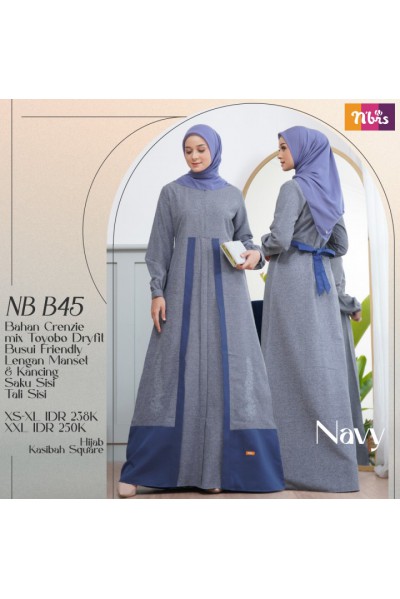 Nbrs
NB B45
Bahan Crenzie
mix Toyobo Dryfit
Busui Friendly
Lengan Manset
& Kancing
Saku Sisi
Tali Sisi
XS-XL IDR 238K
XXL IDR 250K
Hijab
Kasibah Square
Navy